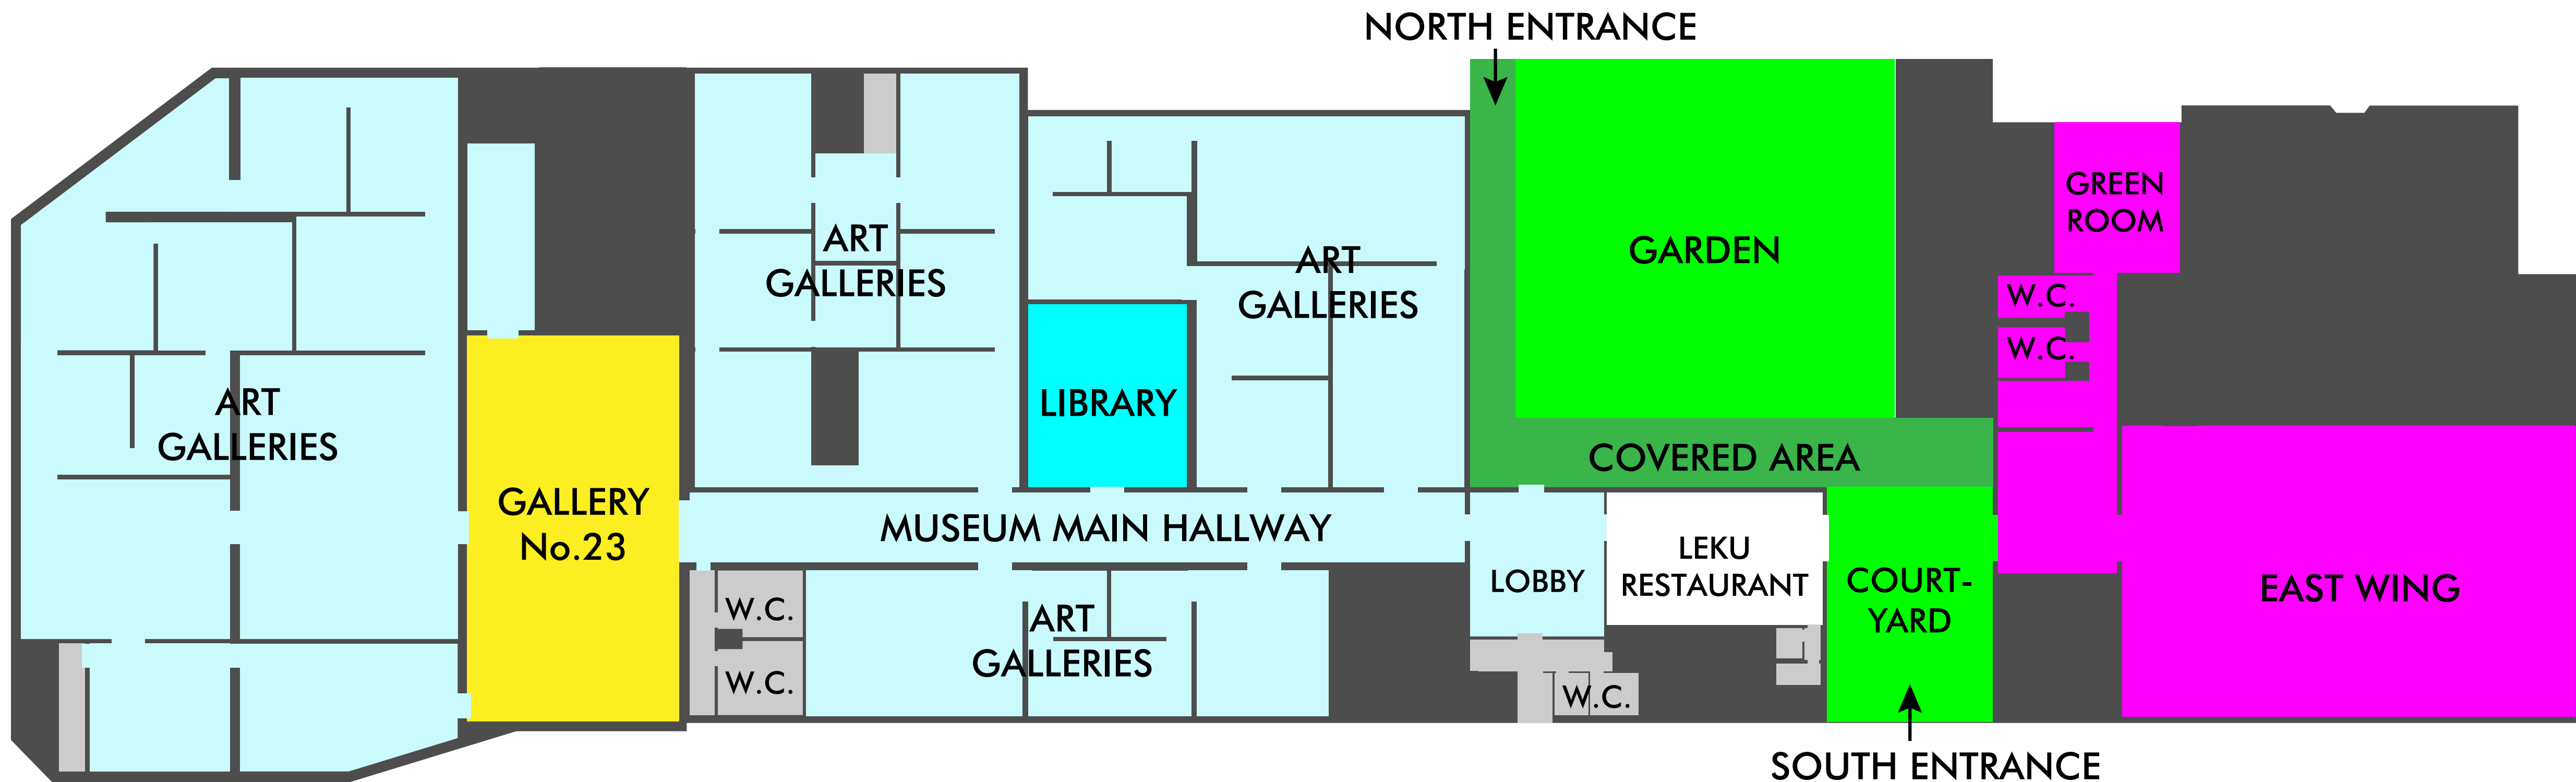 NORTH ENTRANCE
GREEN
ROOM
ART
GALLERIES
ART
GALLERIES
GARDEN
W.C.
W.C.
ART
GALLERIES
LIBRARY
COVERED AREA
GALLERY
No.23
MUSEUM MAIN HALLWAY
LOBBY
LEKU
RESTAURANT
COURT-
YARD
EAST WING
W.C.
W.C.
ART
GALLERIES
W.C.
SOUTH ENTRANCE